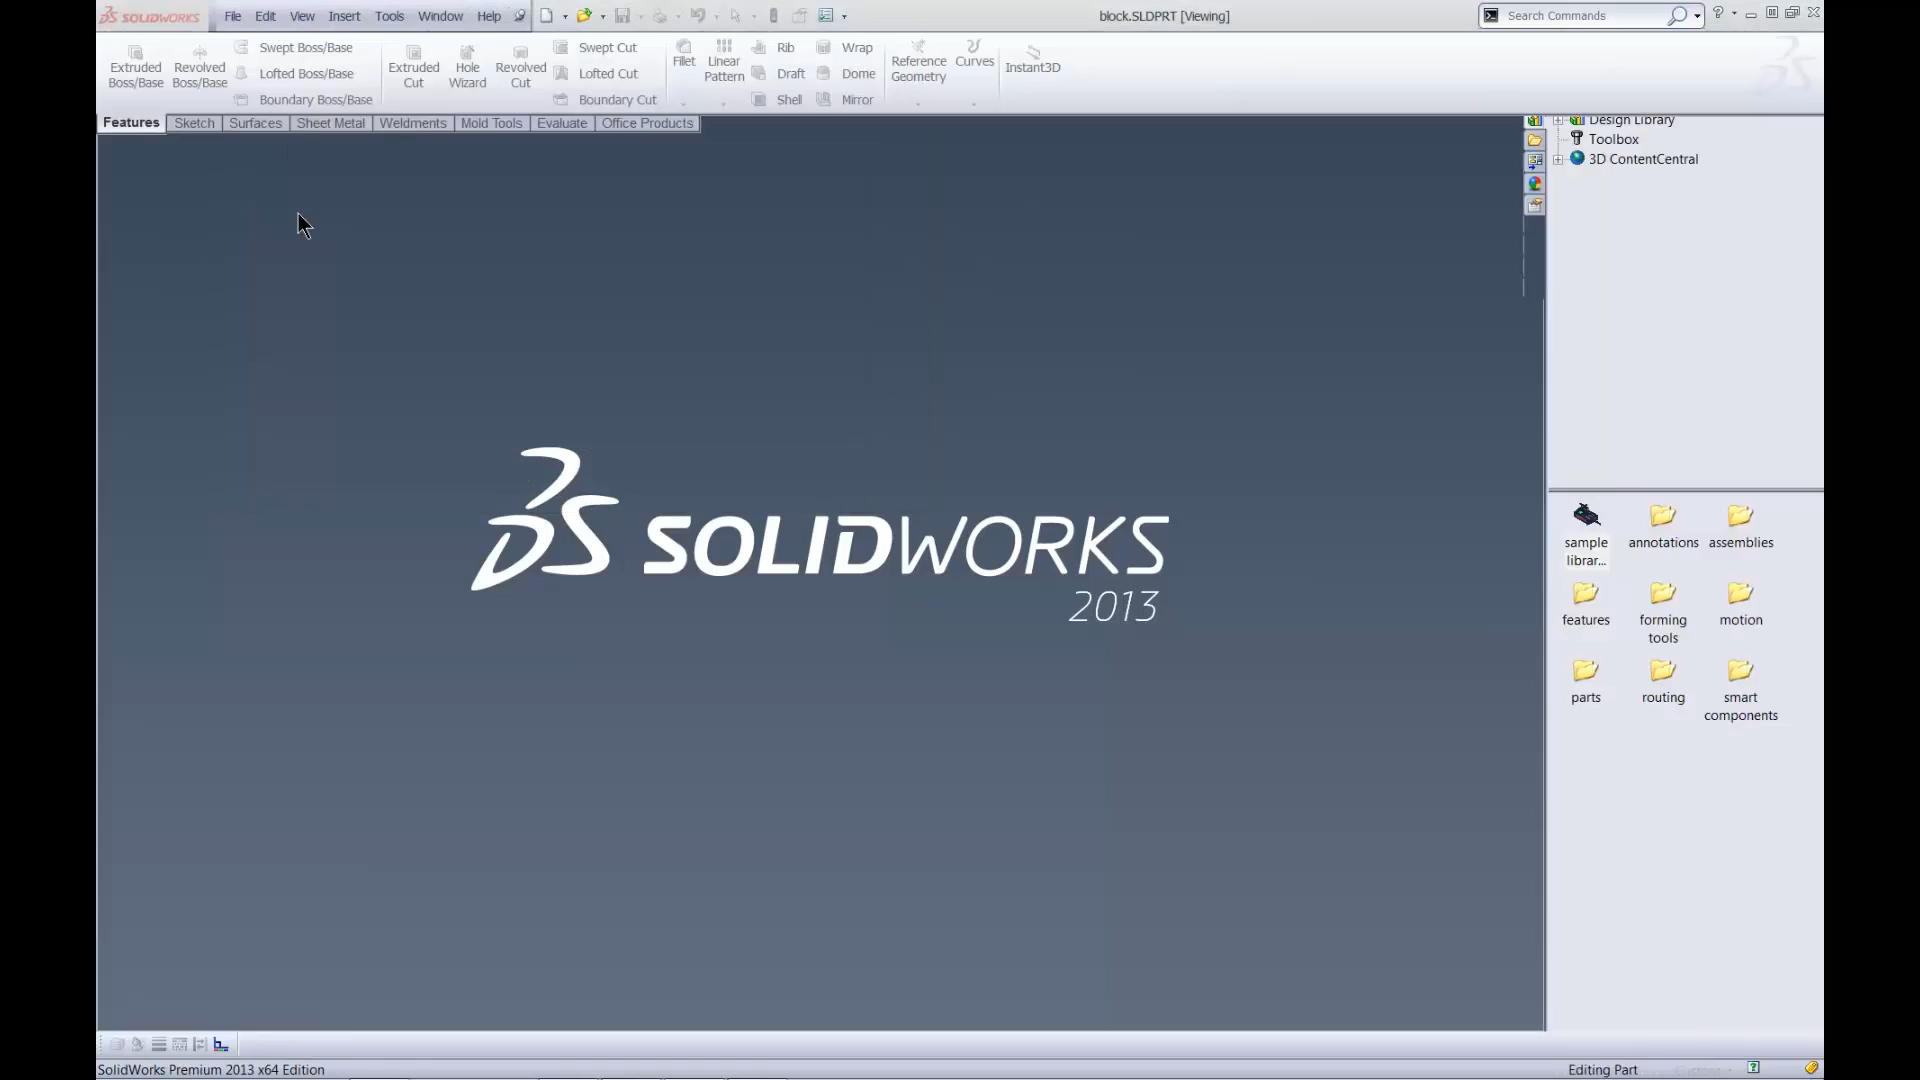 SOLIDWORKS File Edit View Insert Tools Window Help block.SLDPRT [Viewing] Search Commands ?
Extruded Boss/Base
Revolved Boss/Base
Swept Boss/Base
Lofted Boss/Base
Boundary Boss/Base
Extruded Cut
Hole Wizard
Revolved Cut
Swept Cut
Lofted Cut
Boundary Cut
Fillet
Linear Pattern
Rib
Draft
Shell
Wrap
Dome
Mirror
Reference Geometry
Curves
Instant3D
Features Sketch Surfaces Sheet Metal Weldments Mold Tools Evaluate Office Products
Design Library
Toolbox
3D ContentCentral
SOLIDWORKS
2013
sample librar...
annotations
assemblies
features
forming tools
motion
parts
routing
smart components
SolidWorks Premium 2013 x64 Edition Editing Part